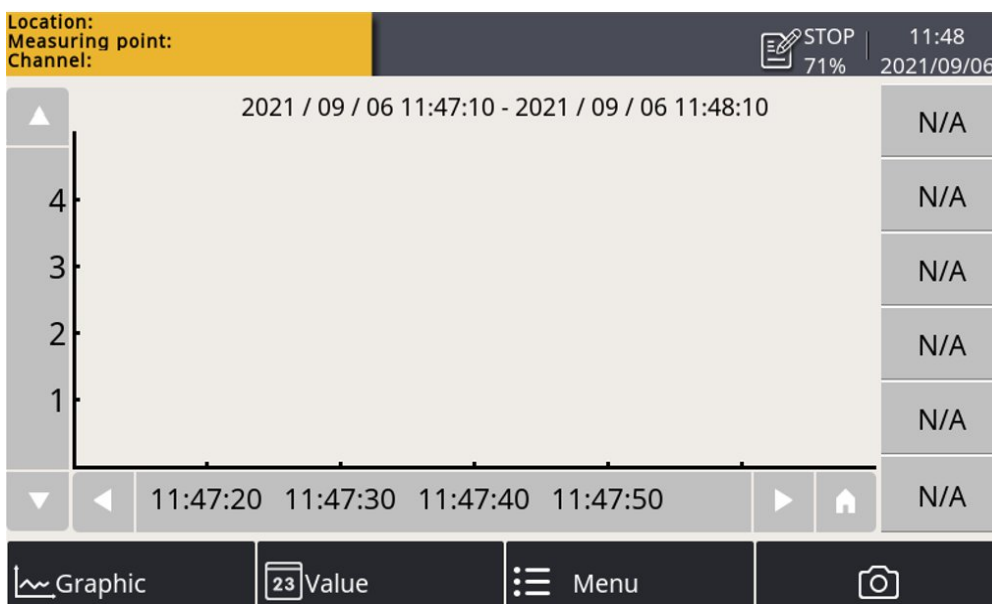 Location:
Measuring point:
Channel:
STOP
71%
11:48
2021/09/06
2021 / 09 / 06 11:47:10 - 2021 / 09 / 06 11:48:10
N/A
4
N/A
3
N/A
2
N/A
1
N/A
11:47:20 11:47:30 11:47:40 11:47:50
N/A
Graphic
23 Value
Menu